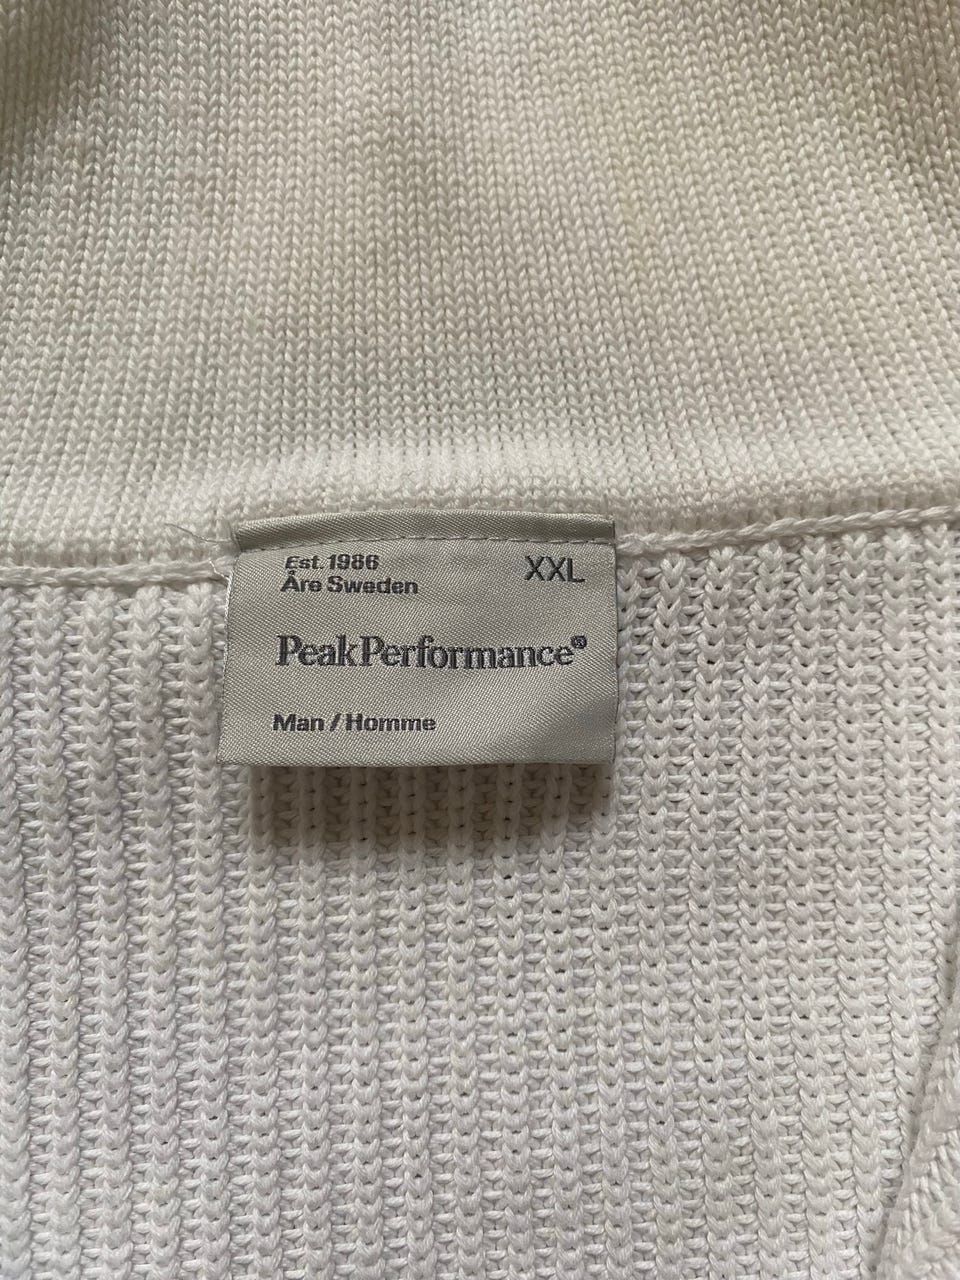 Est. 1986
Åre Sweden
XXL
PeakPerformance®
Man / Homme